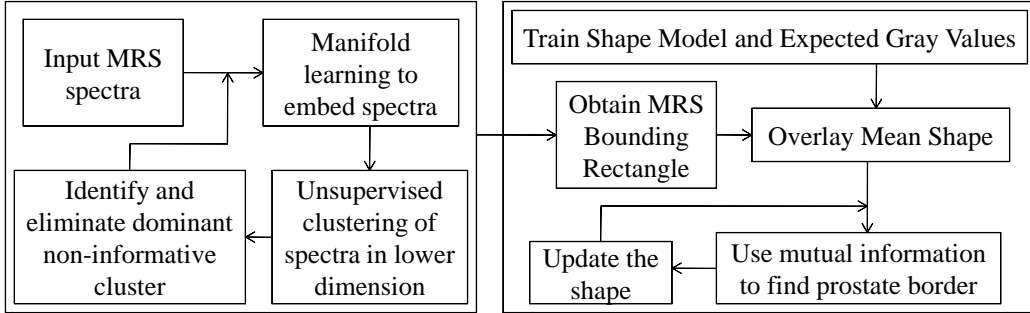 Input MRS
spectra
Manifold
learning to
embed spectra
Unsupervised
clustering of
spectra in lower
dimension
Identify and
eliminate dominant
non-informative
cluster
Train Shape Model and Expected Gray Values
Obtain MRS
Bounding
Rectangle
Overlay Mean Shape
Use mutual information
to find prostate border
Update the
shape